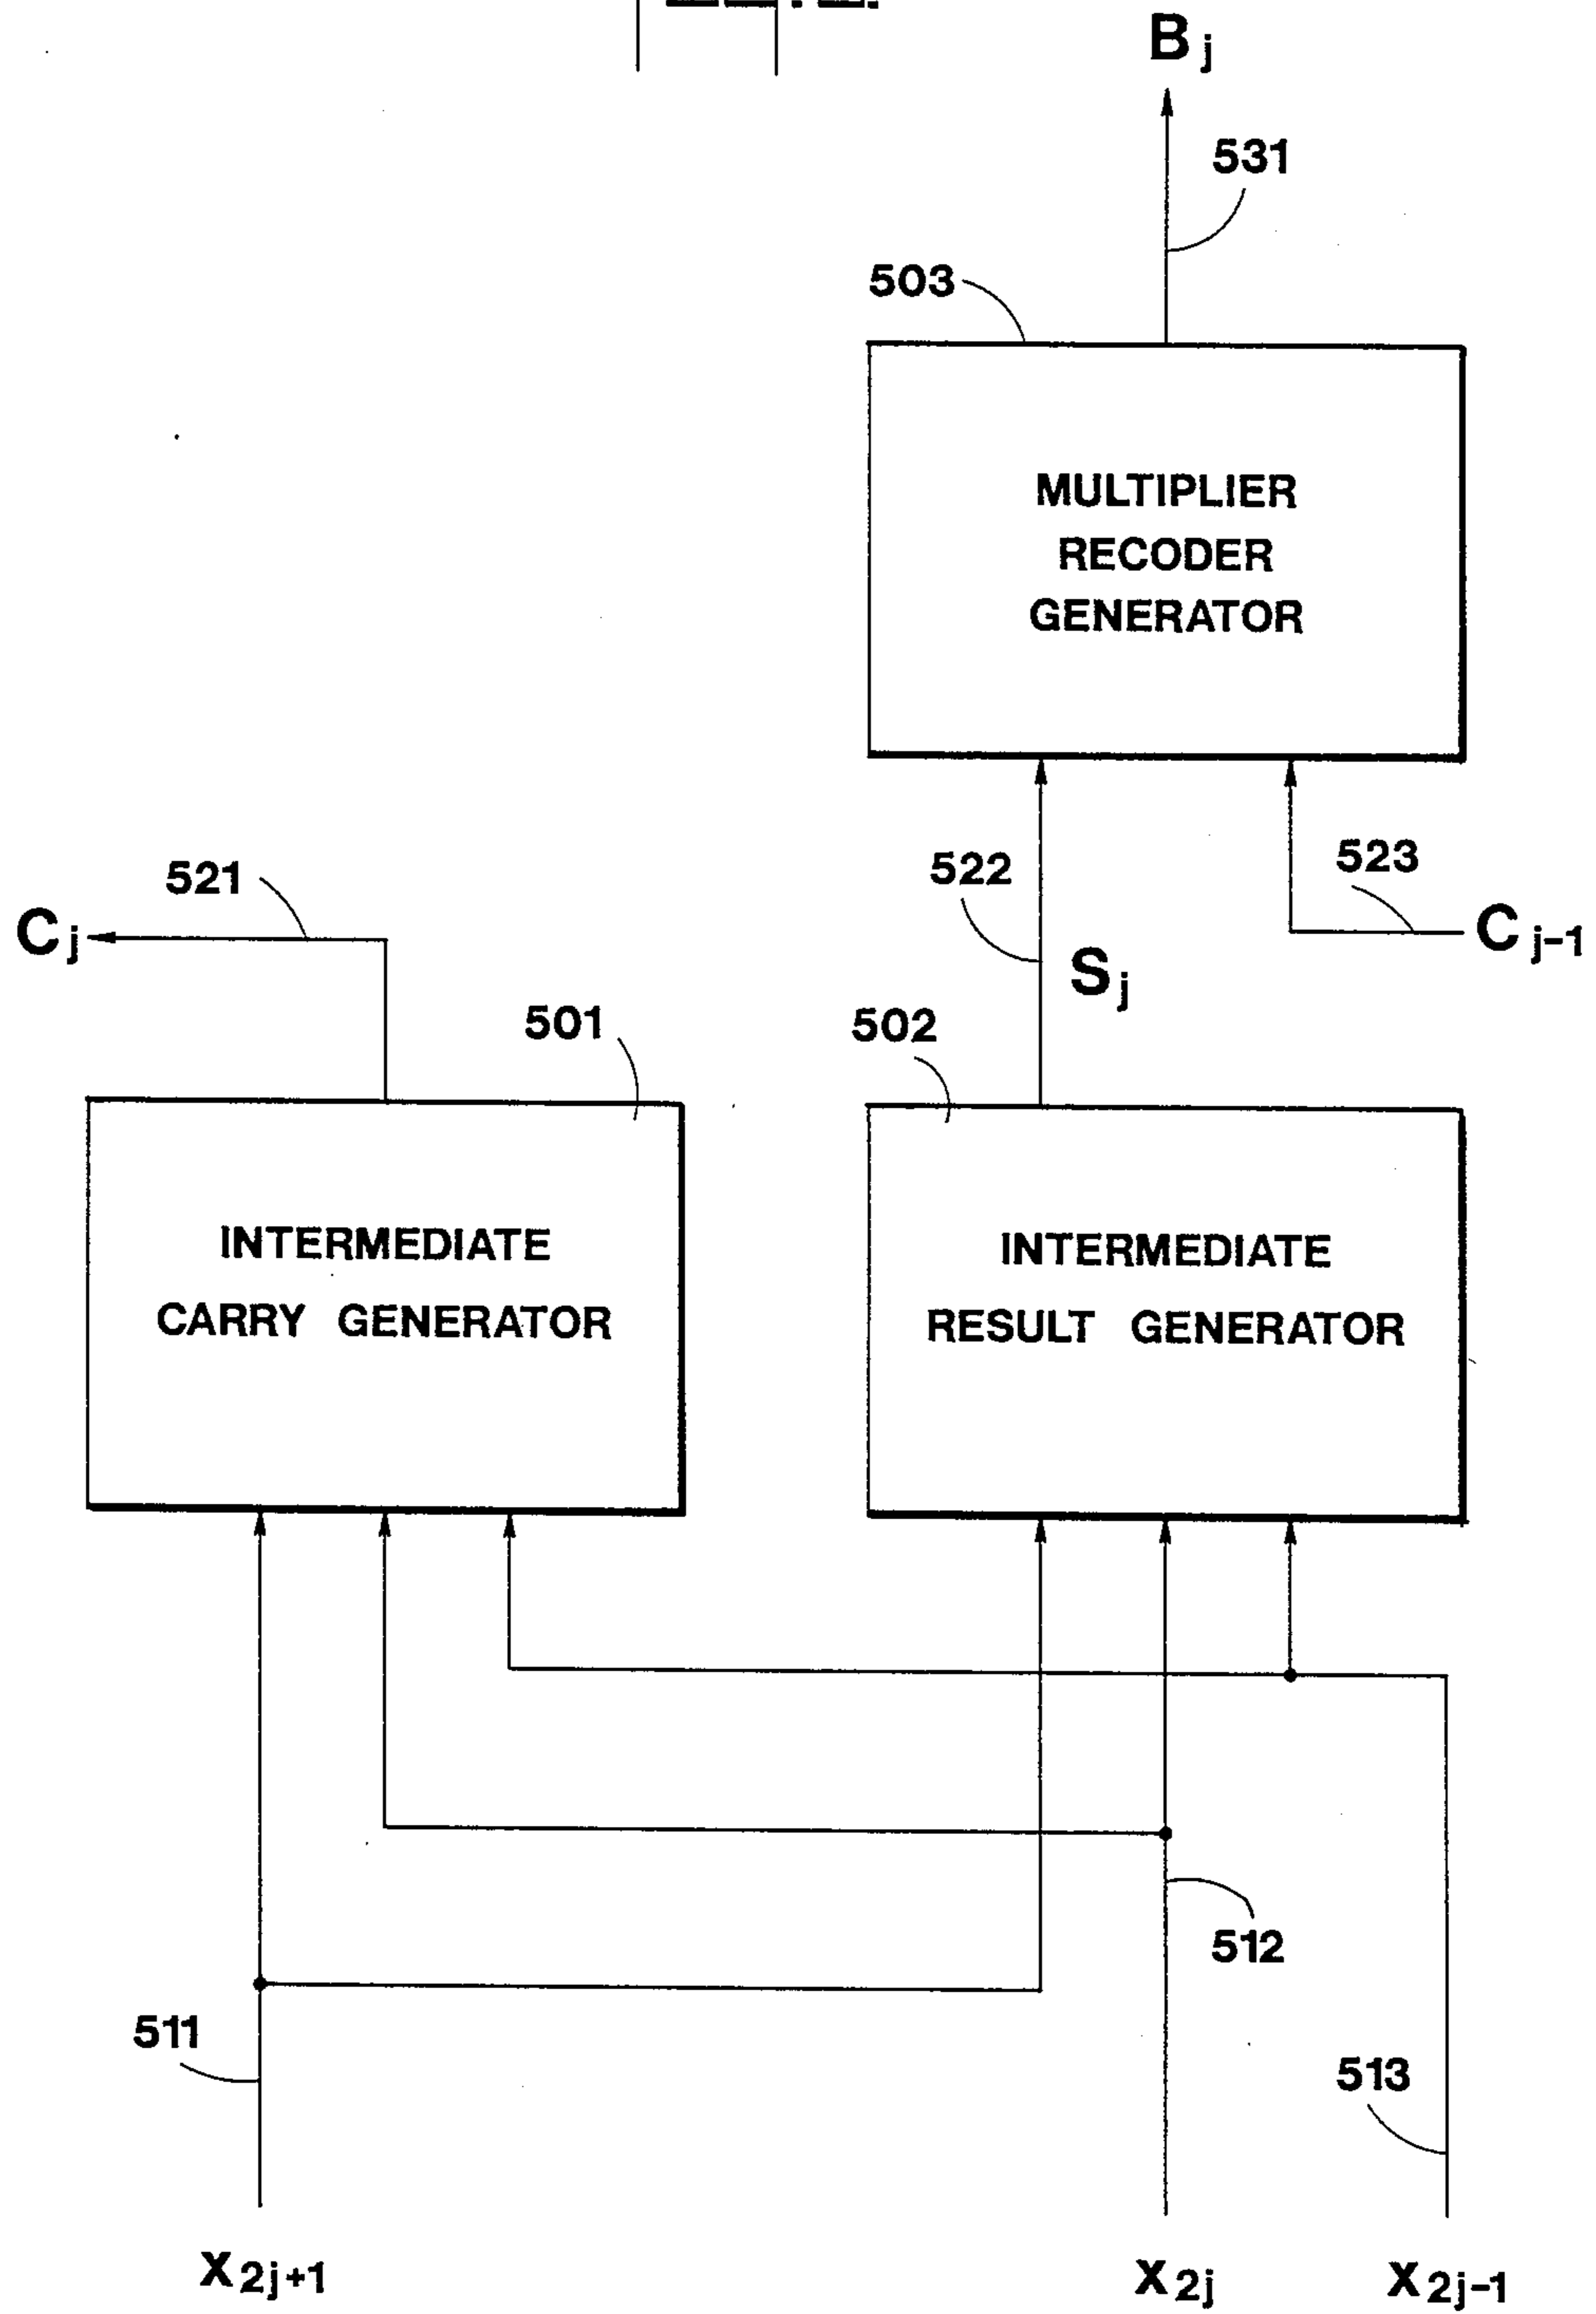 Bj
531
503
MULTIPLIER
RECODER
GENERATOR
521
522
523
Cj
Cj-1
Sj
501
502
INTERMEDIATE
CARRY GENERATOR
INTERMEDIATE
RESULT GENERATOR
512
511
513
X2j+1
X2j
X2j-1